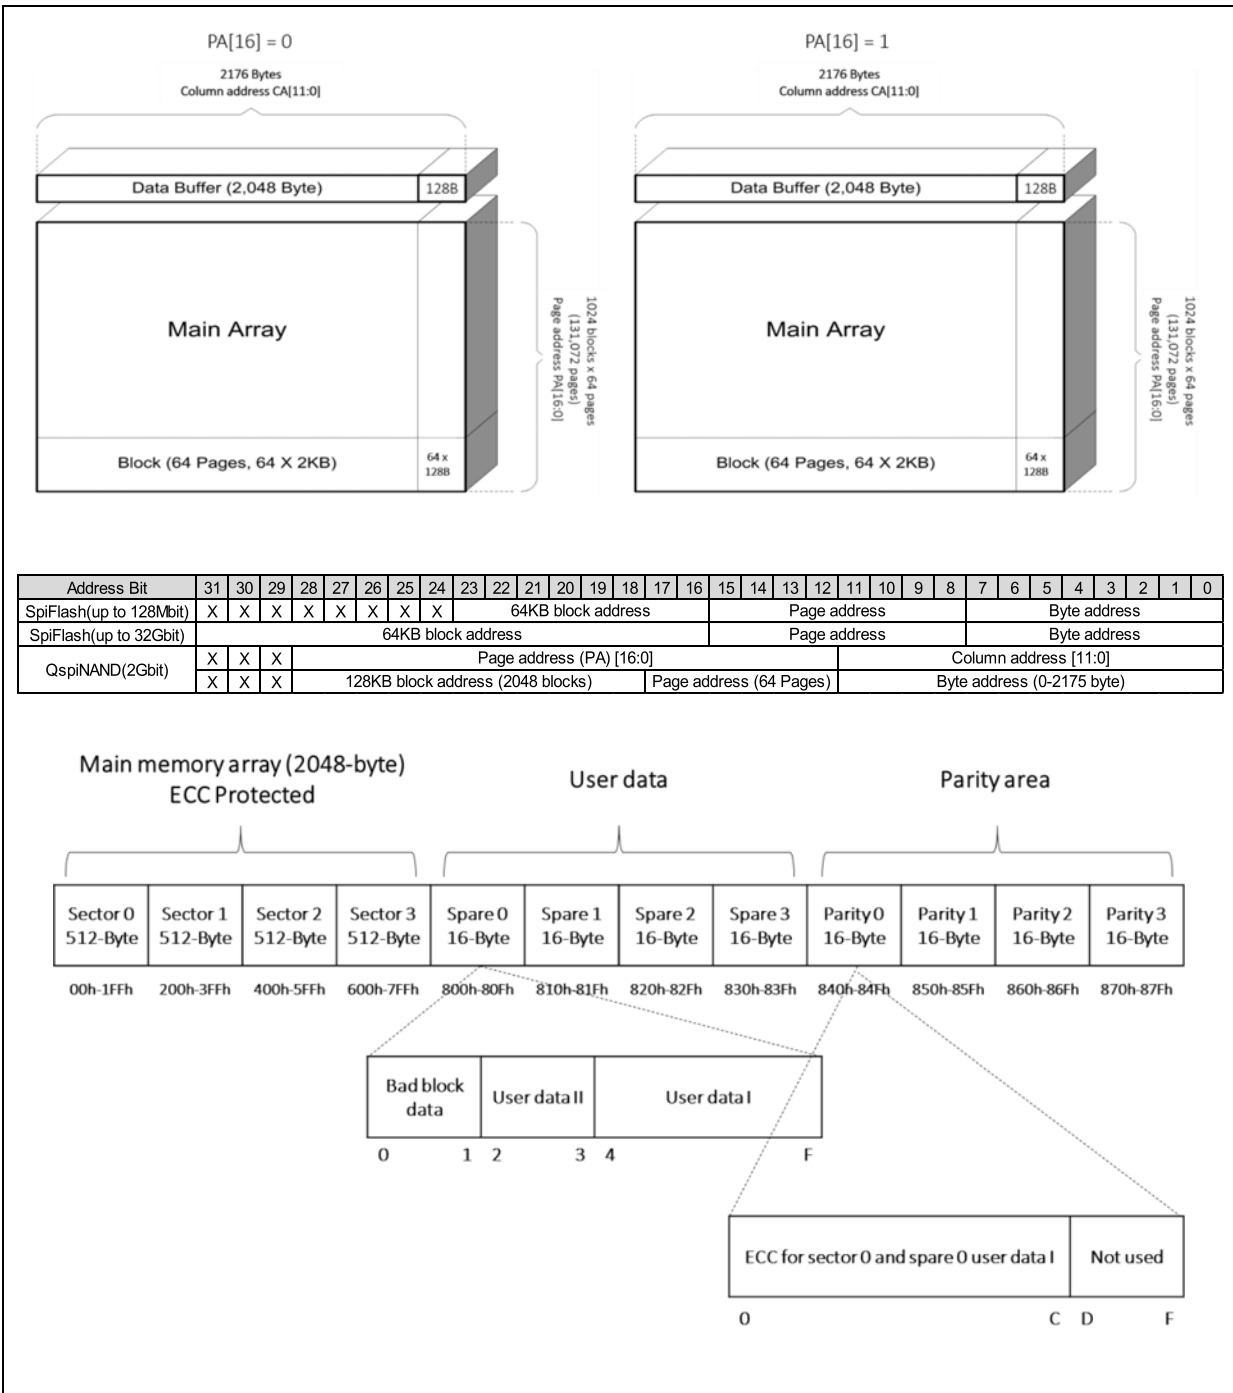 PA[16] = 0
2176 Bytes
Column address CA[11:0]
Data Buffer (2,048 Byte)
128B
Main Array
1024 blocks x 64 pages
(131,072 pages)
Page address PA[16:0]
Block (64 Pages, 64 X 2KB)
64 x
128B
PA[16] = 1
2176 Bytes
Column address CA[11:0]
Data Buffer (2,048 Byte)
128B
Main Array
1024 blocks x 64 pages
(131,072 pages)
Page address PA[16:0]
Block (64 Pages, 64 X 2KB)
64 x
128B
Address Bit 31 30 29 28 27 26 25 24 23 22 21 20 19 18 17 16 15 14 13 12 11 10 9 8 7 6 5 4 3 2 1 0
SpiFlash(up to 128Mbit) X X X X X X X X 64KB block address Page address Byte address
SpiFlash(up to 32Gbit) 64KB block address Page address Byte address
QspiNAND(2Gbit)
X X X Page address (PA) [16:0] Column address [11:0]
X X X 128KB block address (2048 blocks) Page address (64 Pages) Byte address (0-2175 byte)
Main memory array (2048-byte)
ECC Protected
User data
Parity area
Sector 0 Sector 1 Sector 2 Sector 3 Spare 0 Spare 1 Spare 2 Spare 3 Parity 0 Parity 1 Parity 2 Parity 3
512-Byte 512-Byte 512-Byte 512-Byte 16-Byte 16-Byte 16-Byte 16-Byte 16-Byte 16-Byte 16-Byte 16-Byte
00h-1FFh 200h-3FFh 400h-5FFh 600h-7FFh 800h-80Fh 810h-81Fh 820h-82Fh 830h-83Fh 840h-84Fh 850h-85Fh 860h-86Fh 870h-87Fh
Bad block
data
User data II
User data I
0 1 2 3 4 F
ECC for sector 0 and spare 0 user data I
Not used
0 C D F